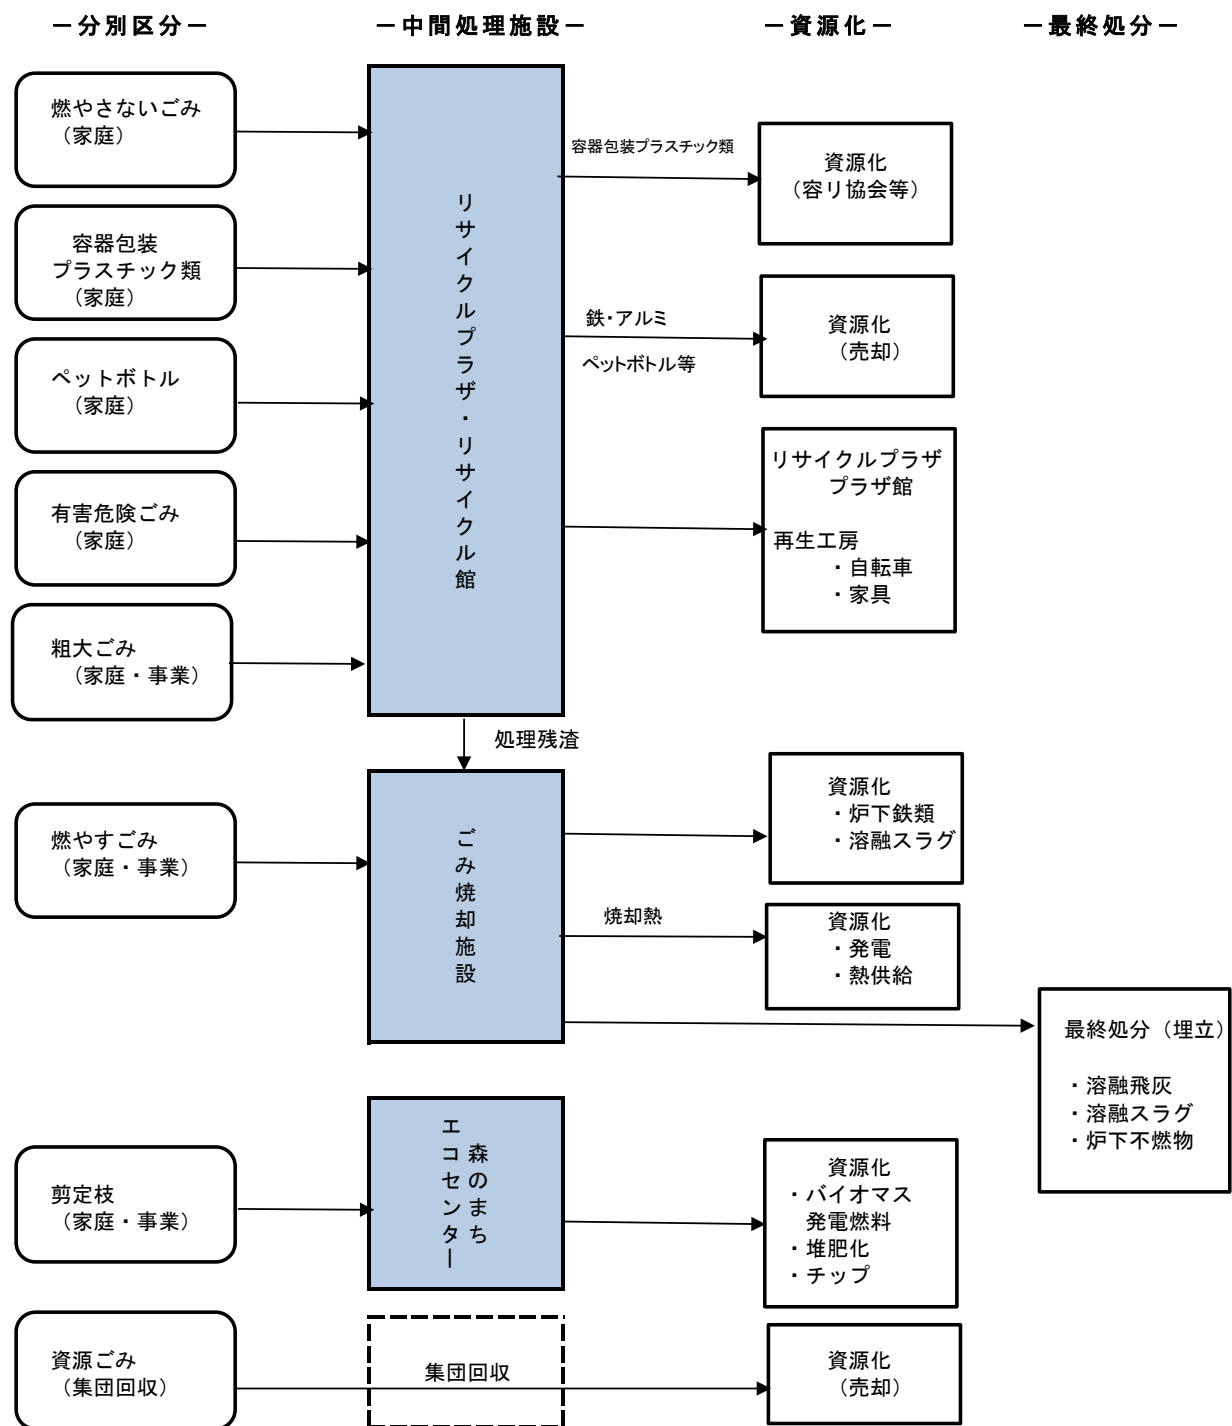 －分別区分－
－中間処理施設－
－資源化－
－最終処分－
燃やさないごみ
（家庭）
容器包装
プラスチック類
（家庭）
ペットボトル
（家庭）
有害危険ごみ
（家庭）
粗大ごみ
（家庭・事業）
リサイクルプラザ・リサイクル館
容器包装プラスチック類
資源化
（容リ協会等）
鉄・アルミ
ペットボトル等
資源化
（売却）
リサイクルプラザ
プラザ館
再生工房
・自転車
・家具
処理残渣
燃やすごみ
（家庭・事業）
ごみ焼却施設
資源化
・炉下鉄類
・溶融スラグ
焼却熱
資源化
・発電
・熱供給
最終処分（埋立）
・溶融飛灰
・溶融スラグ
・炉下不燃物
剪定枝
（家庭・事業）
森のまち
エコセンター
資源化
・バイオマス
発電燃料
・堆肥化
・チップ
資源ごみ
（集団回収）
集団回収
資源化
（売却）